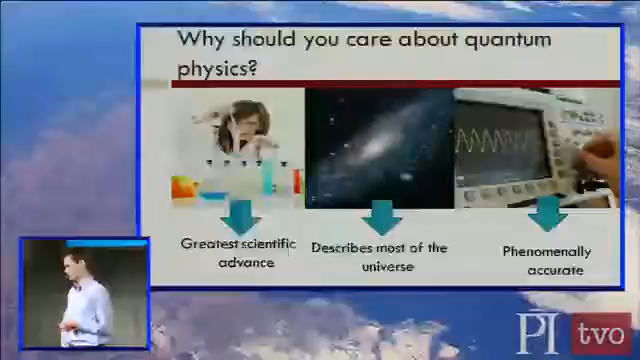 Why should you care about quantum
physics?
Greatest scientific
advance
Describes most of the
universe
Phenomenally
accurate
PI tvo